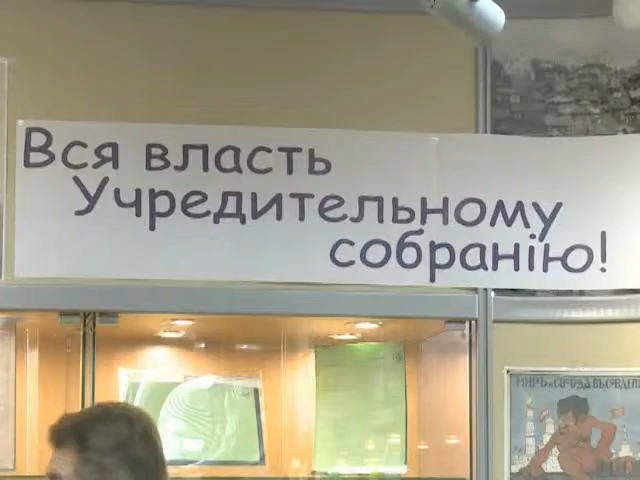 Вся власть
Учредительному
собранію!